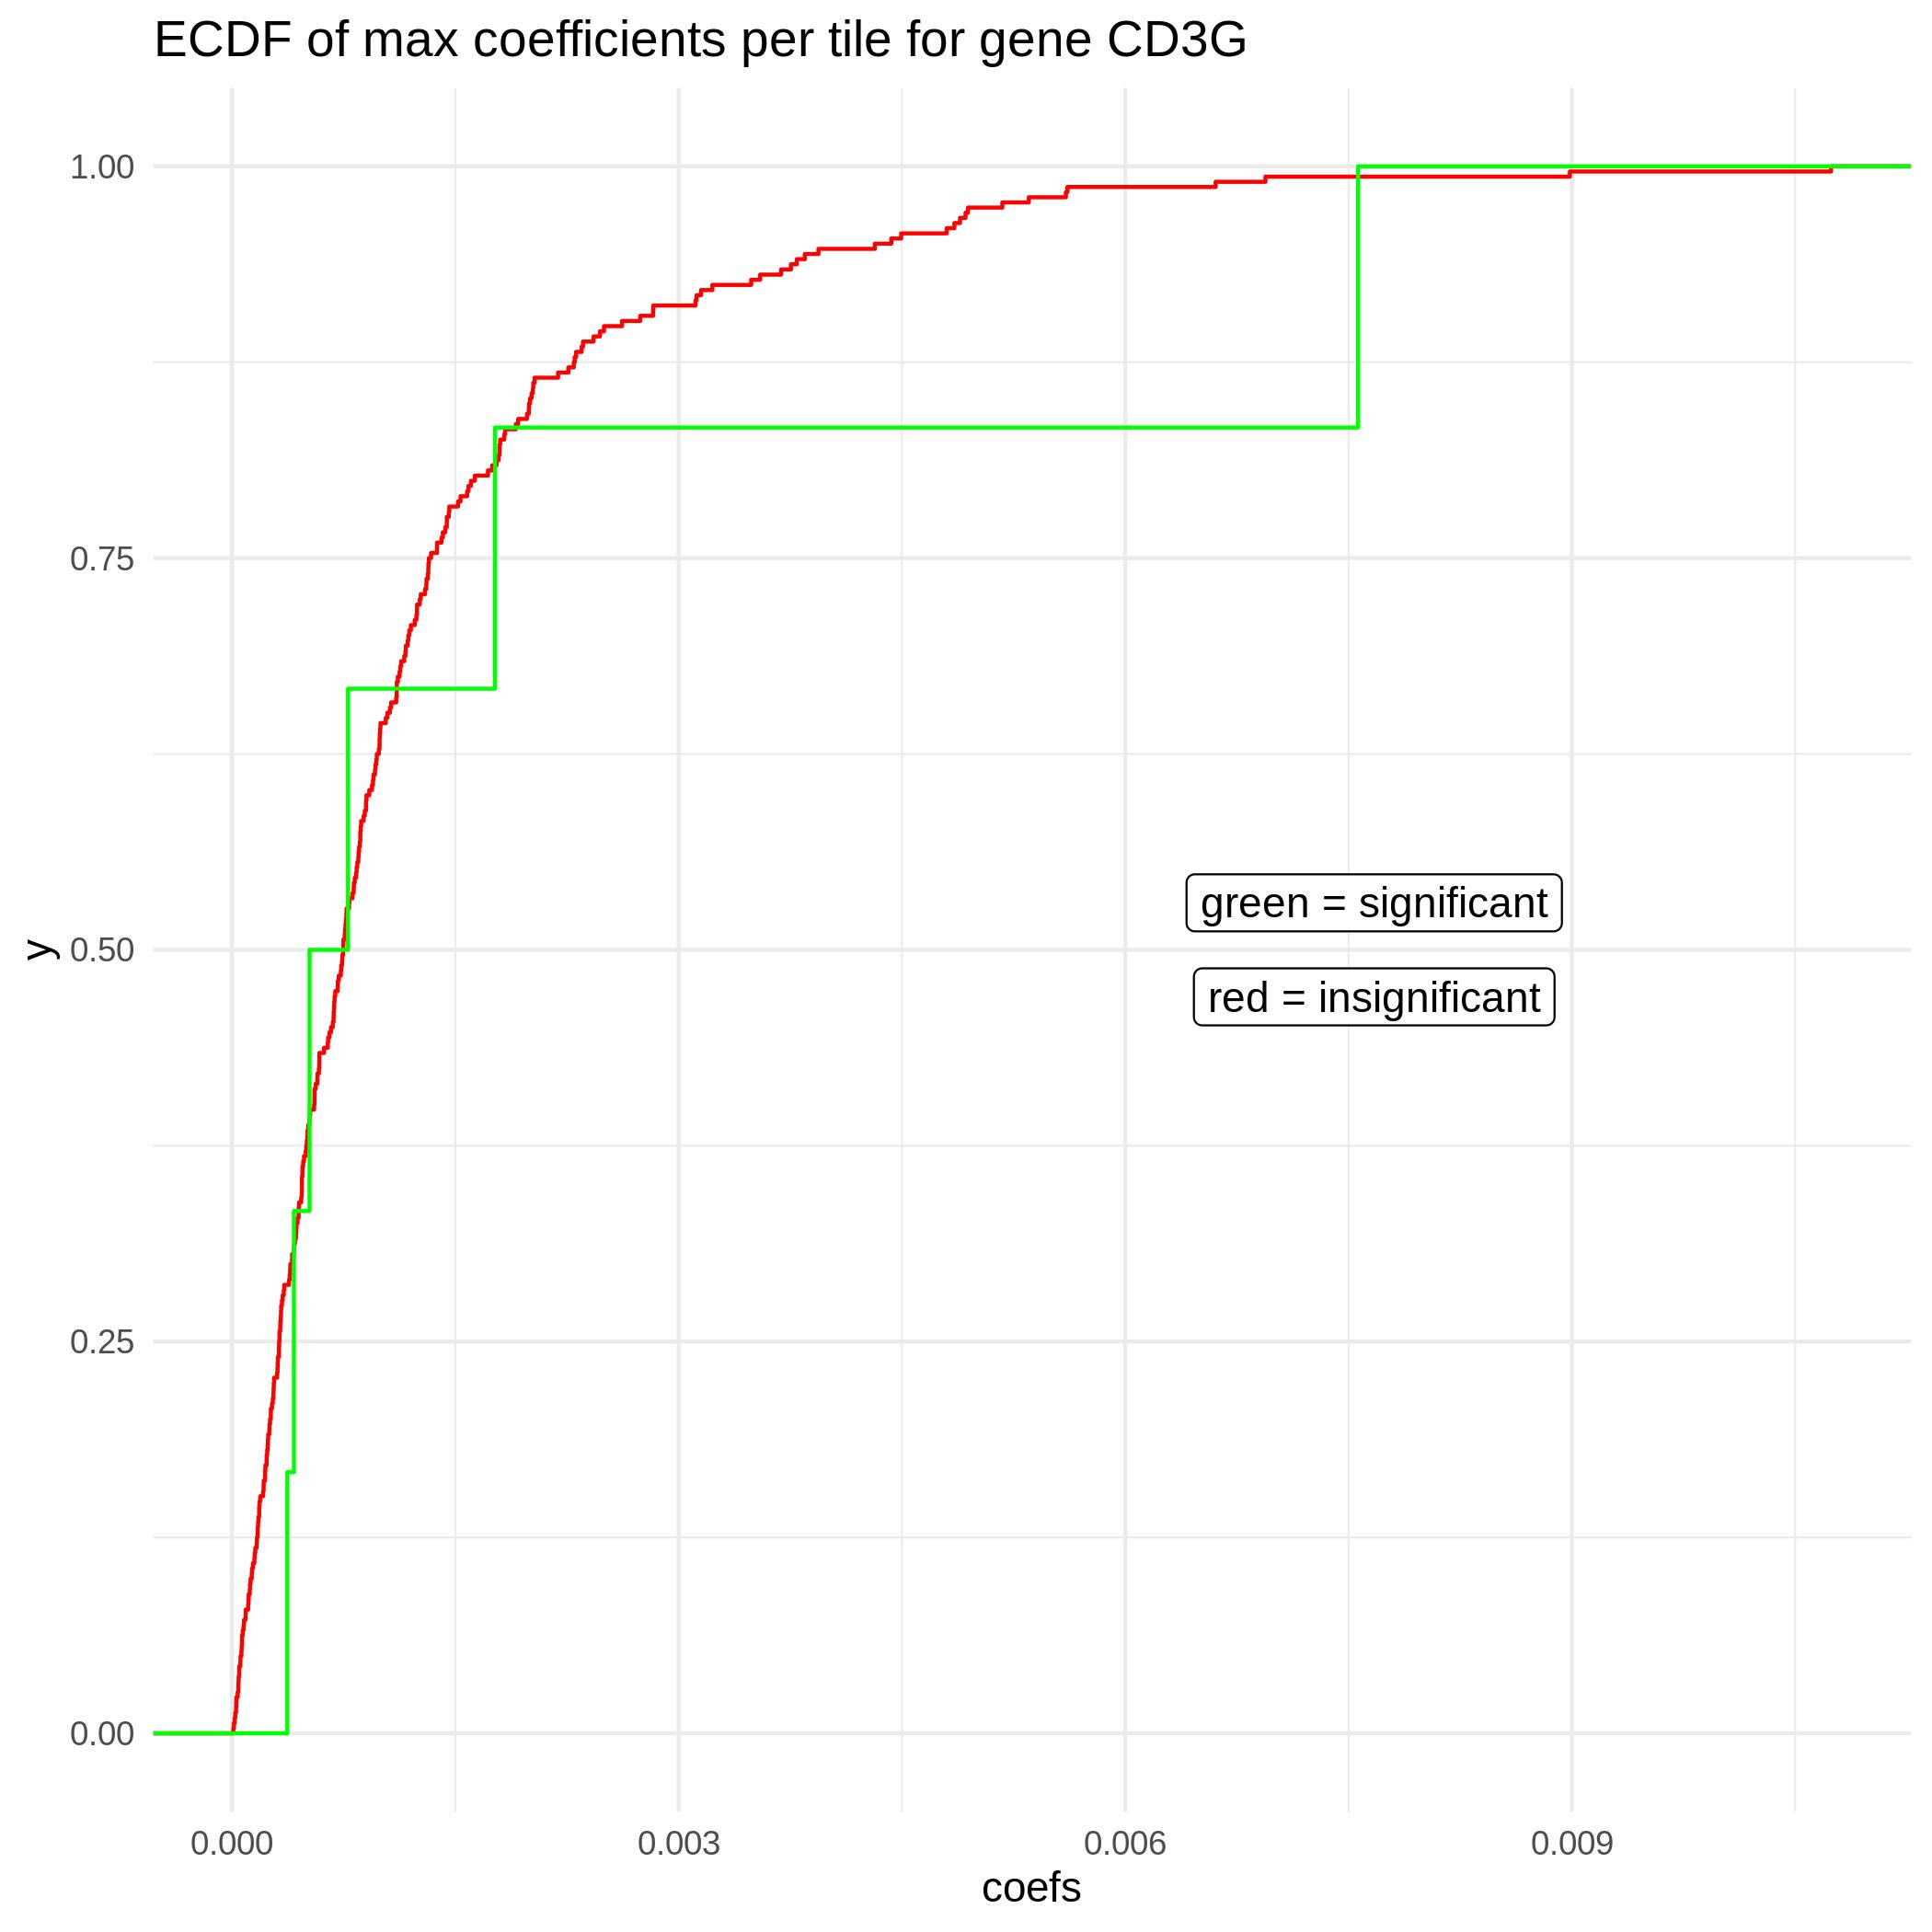 ECDF of max coefficients per tile for gene CD3G
1.00
0.75
0.50
0.25
0.00
y
green = significant
red = insignificant
0.000 0.003 0.006 0.009
coefs